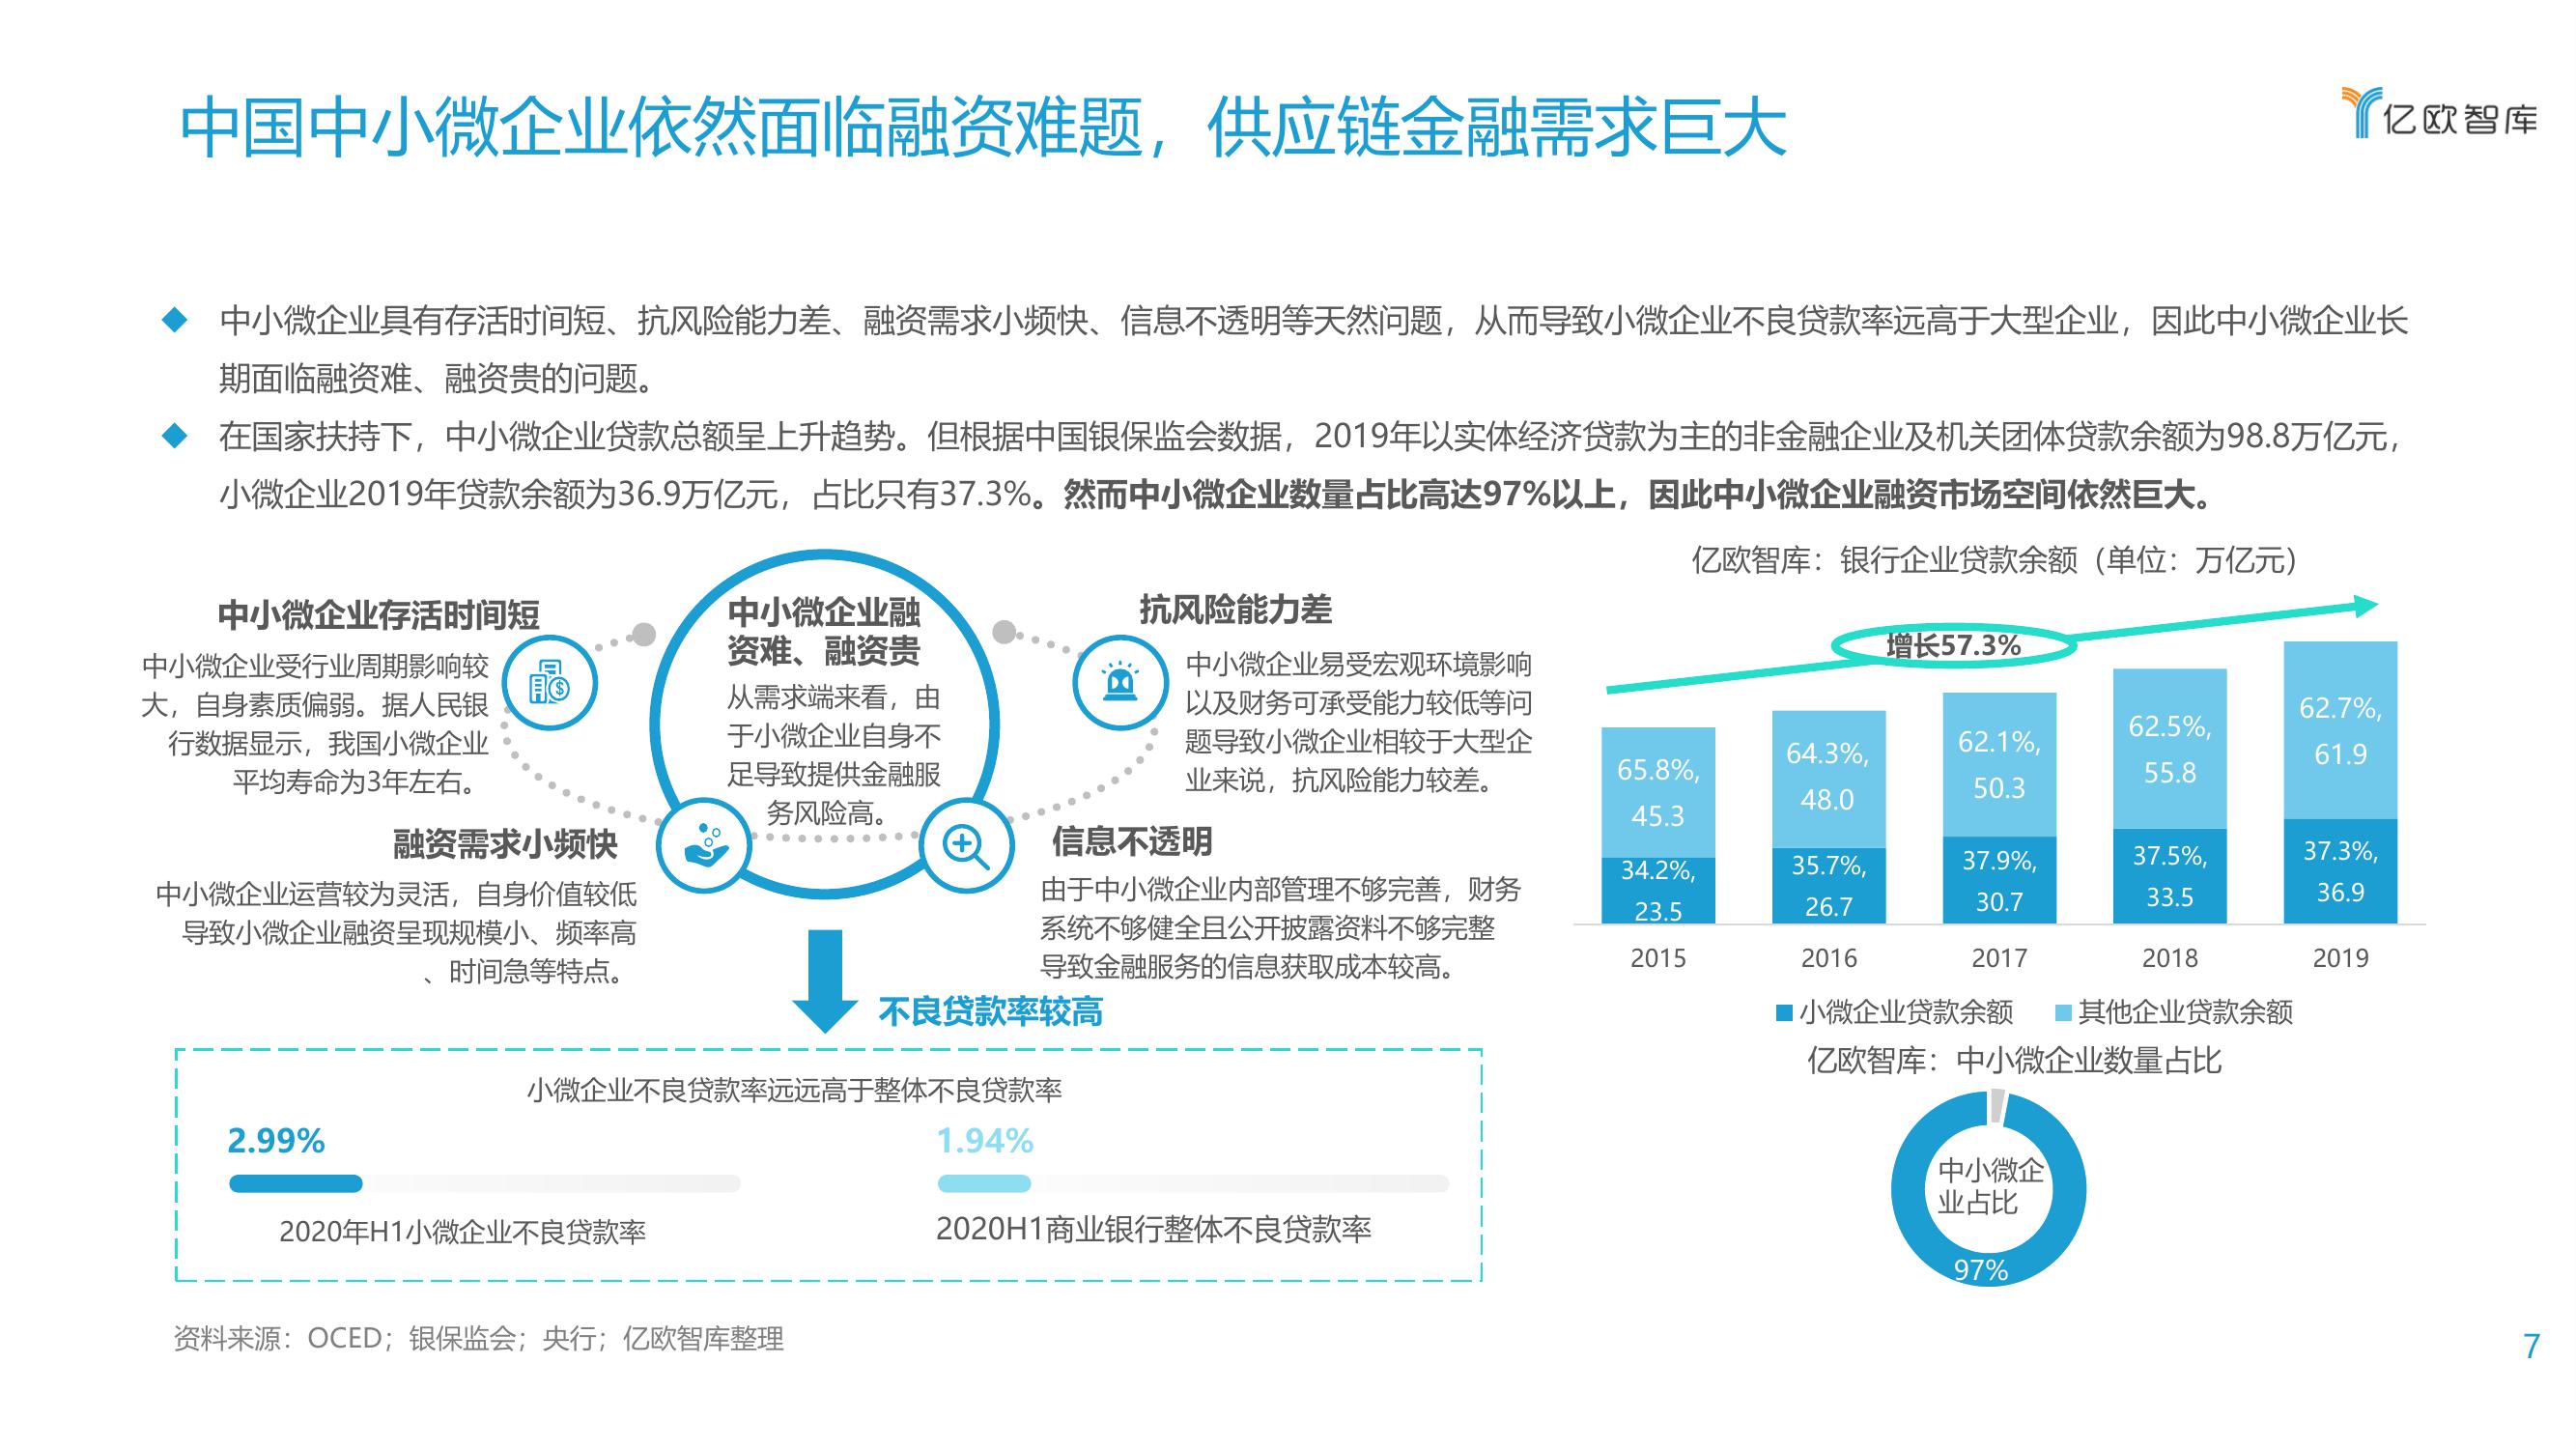 中国中小微企业依然面临融资难题，供应链金融需求巨大
亿欧智库
中小微企业具有存活时间短、抗风险能力差、融资需求小频快、信息不透明等天然问题，从而导致小微企业不良贷款率远高于大型企业，因此中小微企业长
期面临融资难、融资贵的问题。
在国家扶持下，中小微企业贷款总额呈上升趋势。但根据中国银保监会数据，2019年以实体经济贷款为主的非金融企业及机关团体贷款余额为98.8万亿元，
小微企业2019年贷款余额为36.9万亿元，占比只有37.3%。然而中小微企业数量占比高达97%以上，因此中小微企业融资市场空间依然巨大。
中小微企业存活时间短
中小微企业受行业周期影响较
大，自身素质偏弱。据人民银
行数据显示，我国小微企业
平均寿命为3年左右。
融资需求小频快
中小微企业运营较为灵活，自身价值较低
导致小微企业融资呈现规模小、频率高
、时间急等特点。
中小微企业融
资难、融资贵
从需求端来看，由
于小微企业自身不
足导致提供金融服
务风险高。
抗风险能力差
中小微企业易受宏观环境影响
以及财务可承受能力较低等问
题导致小微企业相较于大型企
业来说，抗风险能力较差。
信息不透明
由于中小微企业内部管理不够完善，财务
系统不够健全且公开披露资料不够完整
导致金融服务的信息获取成本较高。
不良贷款率较高
小微企业不良贷款率远远高于整体不良贷款率
2.99%
2020年H1小微企业不良贷款率
1.94%
2020H1商业银行整体不良贷款率
亿欧智库：银行企业贷款余额（单位：万亿元）
增长57.3%
65.8%,
45.3
34.2%,
23.5
64.3%,
48.0
35.7%,
26.7
62.1%,
50.3
37.9%,
30.7
62.5%,
55.8
37.5%,
33.5
62.7%,
61.9
37.3%,
36.9
2015 2016 2017 2018 2019
小微企业贷款余额 其他企业贷款余额
亿欧智库：中小微企业数量占比
中小微企
业占比
97%
资料来源：OCED；银保监会；央行；亿欧智库整理
7